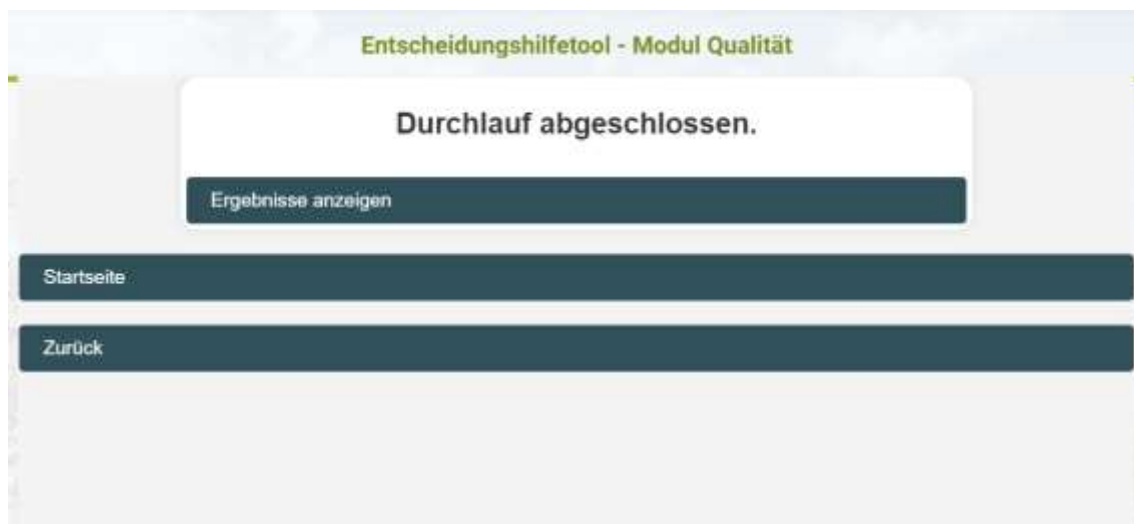 Entscheidungshilfetool - Modul Qualität
Durchlauf abgeschlossen.
Ergebnisse anzeigen
Startseite
Zurück